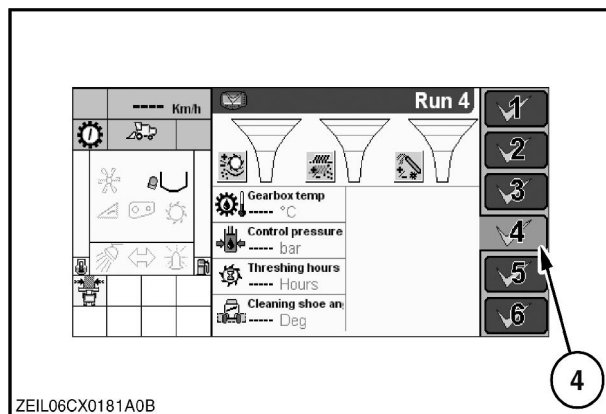 ---- Km/h
Run 4
1
2
3
4
5
6
Gearbox temp
----- °C
Control pressure
----- bar
Threshing hours
----- Hours
Cleaning shoe an
----- Deg
4
ZEIL06CX0181A0B